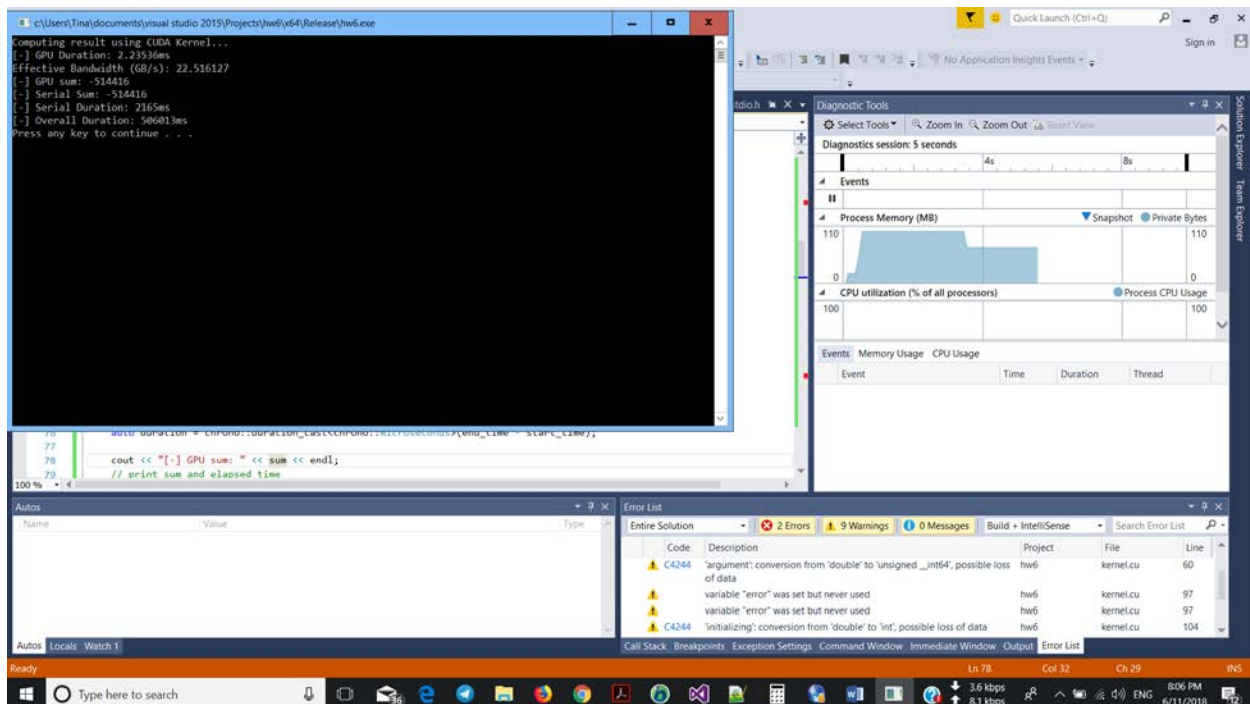 c:\Users\Tina\documents\visual studio 2015\Projects\hw6\x64\Release\hw6.exe
Computing result using CUDA Kernel...
[-] GPU Duration: 2.23536ms
Effective Bandwidth (GB/s): 22.516127
[-] GPU sum: -514416
[-] Serial Sum: -514416
[-] Serial Duration: 2165ms
[-] Overall Duration: 506013ms
Press any key to continue . . .
Quick Launch (Ctrl+Q)
Sign in
No Application Insights Events
stdio.h
Diagnostic Tools
Select Tools
Zoom In
Zoom Out
Reset View
Diagnostics session: 5 seconds
4s
8s
Events
Process Memory (MB)
Snapshot
Private Bytes
110
110
0
0
CPU utilization (% of all processors)
Process CPU Usage
100
100
Events Memory Usage CPU Usage
Event Time Duration Thread
Solution Explorer
Team Explorer
76 auto duration = chrono::duration_cast<chrono::microseconds>(end_time - start_time);
77
78 cout << "[-] GPU sum: " << sum << endl;
79 // print sum and elapsed time
100 %
Autos
Name Value Type
Autos Locals Watch 1
Error List
Entire Solution 2 Errors 9 Warnings 0 Messages Build + IntelliSense Search Error List
Code Description Project File Line
C4244 'argument': conversion from 'double' to 'unsigned __int64', possible loss of data hw6 kernel.cu 60
variable "error" was set but never used hw6 kernel.cu 97
variable "error" was set but never used hw6 kernel.cu 97
C4244 'initializing': conversion from 'double' to 'int', possible loss of data hw6 kernel.cu 104
Call Stack Breakpoints Exception Settings Command Window Immediate Window Output Error List
Ready Ln 78 Col 32 Ch 29 INS
Type here to search
36
3.6 kbps
8.1 kbps
ENG
8:06 PM
6/11/2018
12